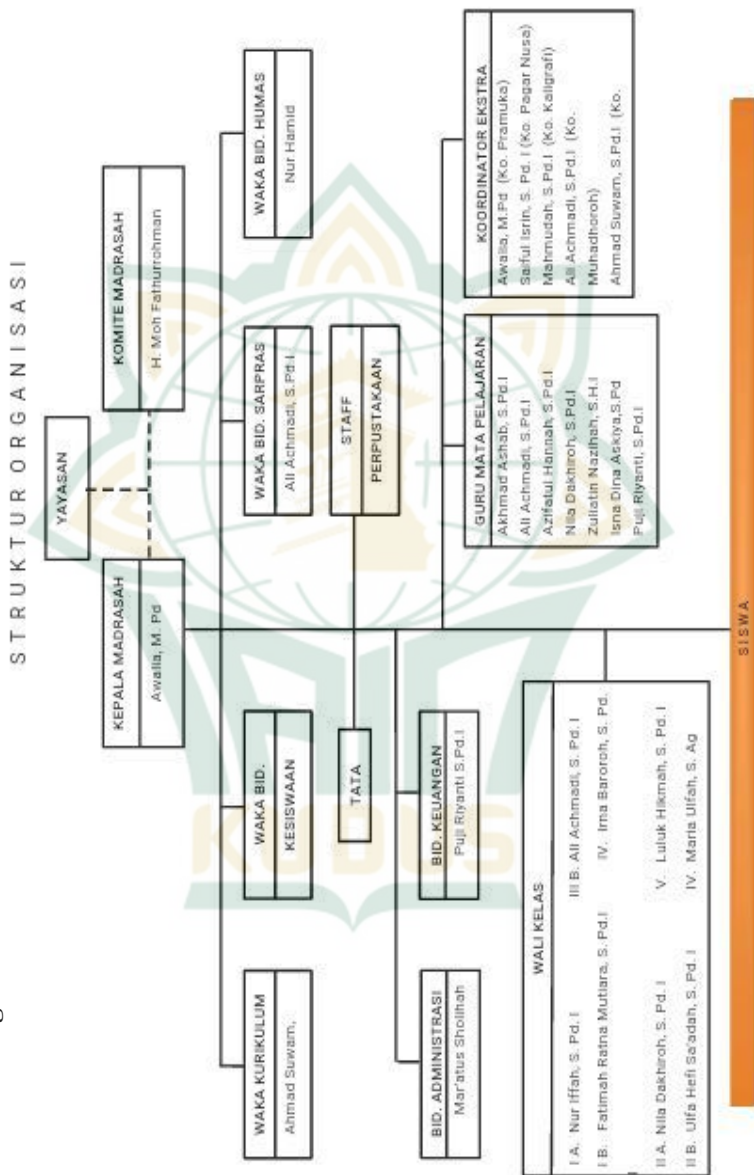 STRUKTUR ORGANISASI
YAYASAN
KEPALA MADRASAH
Awalia, M. Pd
KOMITE MADRASAH
H. Moh Fathurrohman
WAKA KURIKULUM
Ahmad Suwarn,
WAKA BID.
KESISWAAN
WAKA BID. SARPRAS
Ali Achmadi, S.Pd.I
WAKA BID. HUMAS
Nur Hamid
TATA
STAFF
PERPUSTAKAAN
BID. ADMINISTRASI
Mar'atus Sholihah
BID. KEUANGAN
Puji Riyanti S.Pd.I
GURU MATA PELAJARAN
Akhmad Ashab, S.Pd.I
Ali Achmadi, S.Pd.I
Azifatul Hannah, S.Pd.I
Nila Dakhiroh, S.Pd.I
Zuliatin Nazihah, S.H.I
Isna Dina Askiya,S.Pd
Puji Riyanti, S.Pd.I
KOORDINATOR EKSTRA
Awalia, M.Pd (Ko. Pramuka)
Saiful Isrin, S. Pd. I (Ko. Pagar Nusa)
Mahmudah, S.Pd.I (Ko. Kaligrafi)
Ali Achmadi, S.Pd.I (Ko.
Muhadhoroh)
Ahmad Suwarn, S.Pd.I (Ko.
WALI KELAS
I A. Nur Iffah, S. Pd. I
III B. Ali Achmadi, S. Pd. I
I B. Fatimah Ratna Mutiara, S. Pd.I
IV. Irna Baroroh, S. Pd.
II A. Nila Dakhiroh, S. Pd. I
V. Luluk Hikmah, S. Pd. I
II B. Ulfa Hefi Sa'adah, S. Pd. I
IV. Maria Ulfah, S. Ag
SISWA
KUDUS